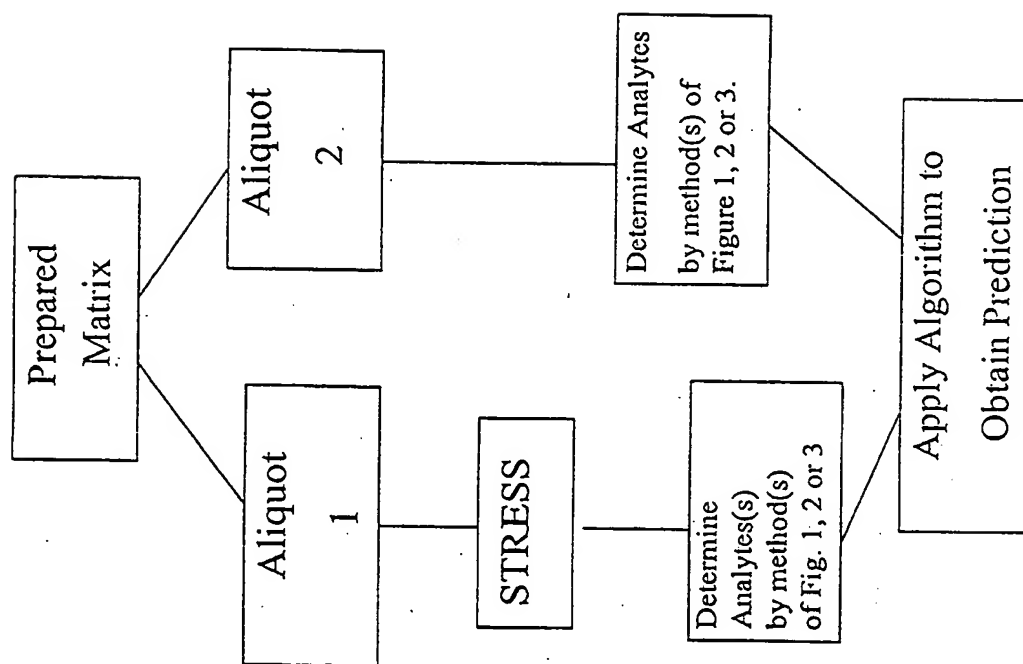 Prepared
Matrix
Aliquot
1
Aliquot
2
STRESS
Determine
Analytes(s)
by method(s)
of Fig. 1, 2 or 3
Determine Analytes
by method(s) of
Figure 1, 2 or 3.
Apply Algorithm to
Obtain Prediction